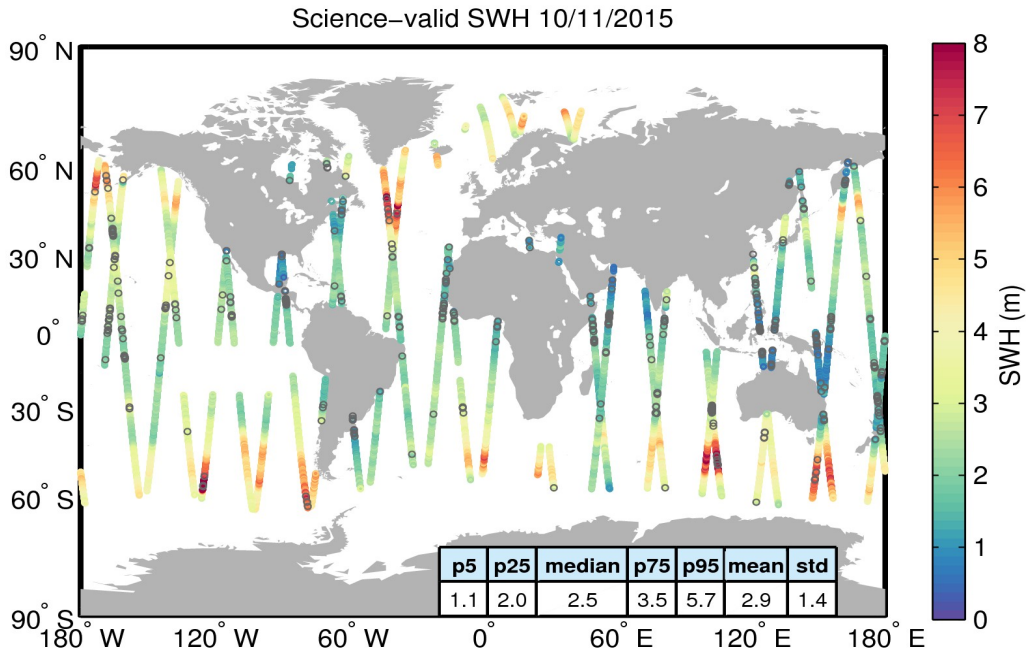 Science−valid SWH 10/11/2015
90° N
60° N
30° N
0°
30° S
60° S
90° S
180° W
120° W
60° W
0°
60° E
120° E
180° E
8
7
6
5
4
3
2
1
0
SWH (m)
p5 p25 median p75 p95 mean std
1.1 2.0 2.5 3.5 5.7 2.9 1.4